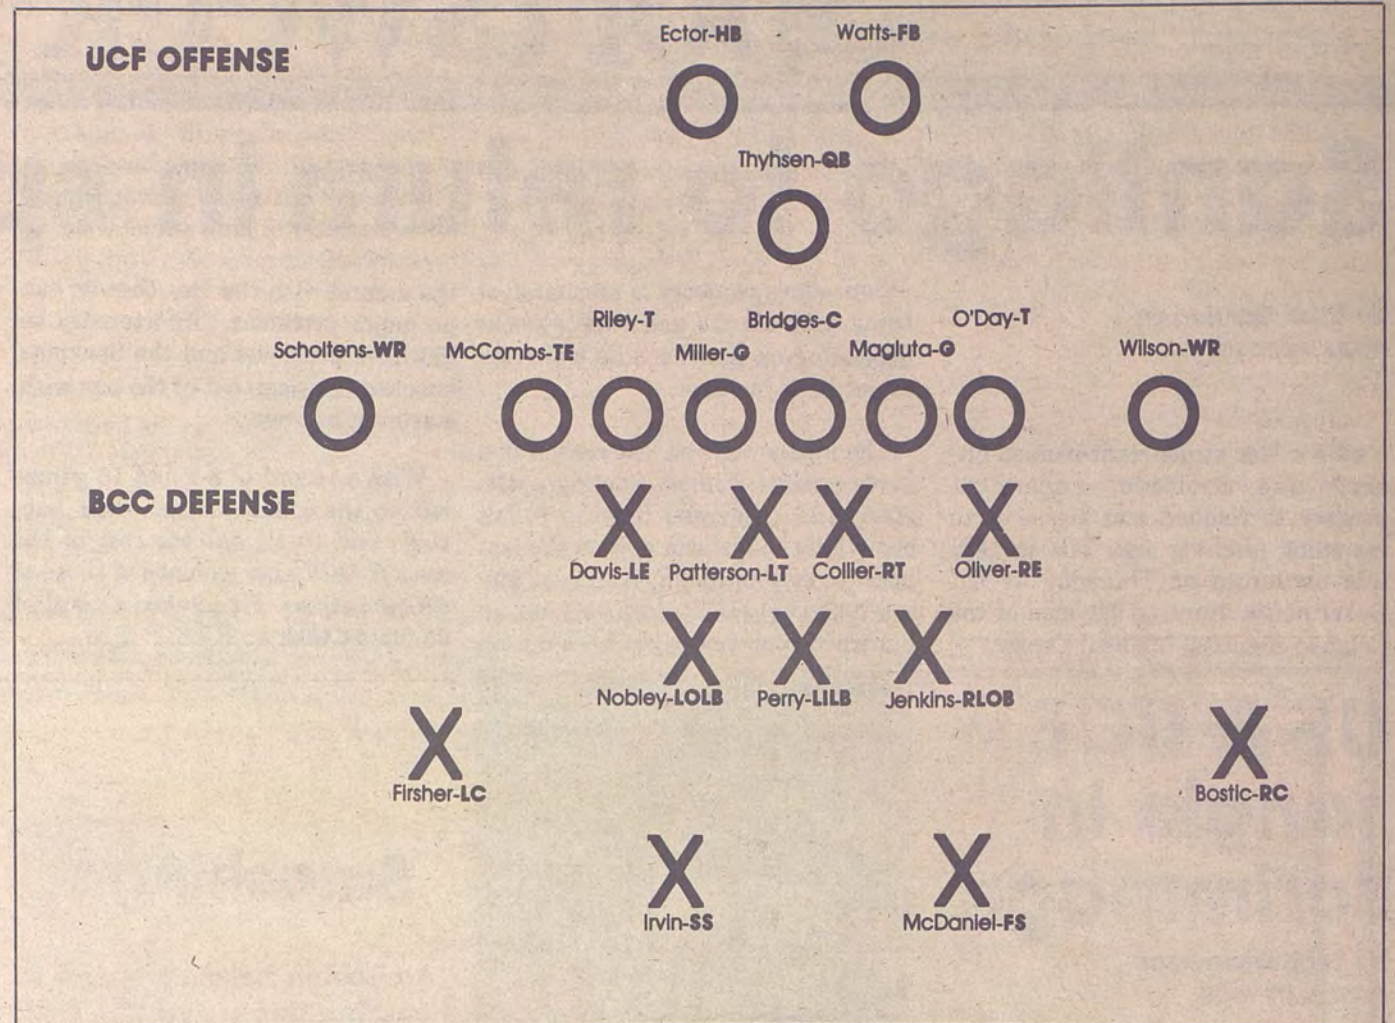 UCF OFFENSE
Ector-HB
Watts-FB
Thyhsen-QB
Riley-T
Bridges-C
O'Day-T
Scholtens-WR
McCombs-TE
Miller-G
Magluta-G
Wilson-WR
BCC DEFENSE
Davis-LE
Patterson-LT
Collier-RT
Oliver-RE
Nobley-LOLB
Perry-LILB
Jenkins-RLOB
Firsher-LC
Bostic-RC
Irvin-SS
McDaniel-FS